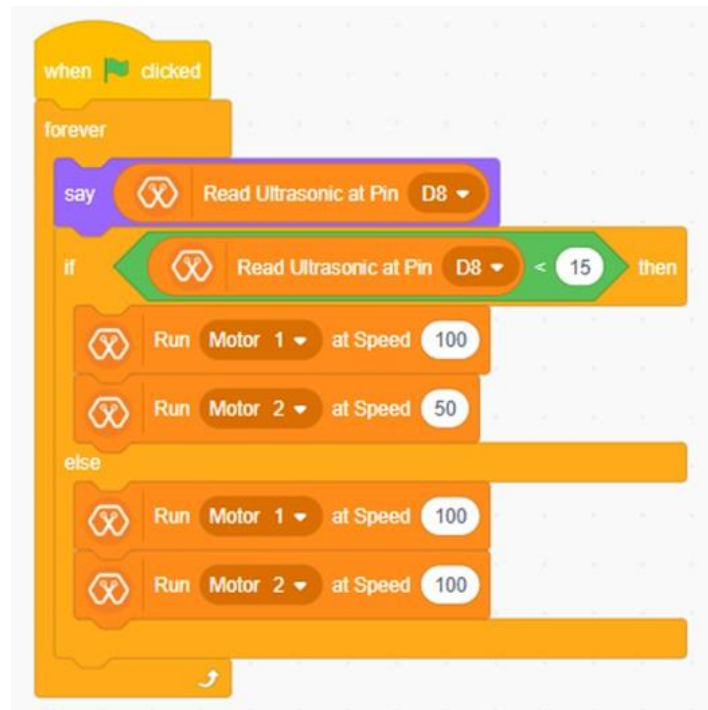 when clicked
forever
say Read Ultrasonic at Pin D8
if Read Ultrasonic at Pin D8 < 15 then
Run Motor 1 at Speed 100
Run Motor 2 at Speed 50
else
Run Motor 1 at Speed 100
Run Motor 2 at Speed 100